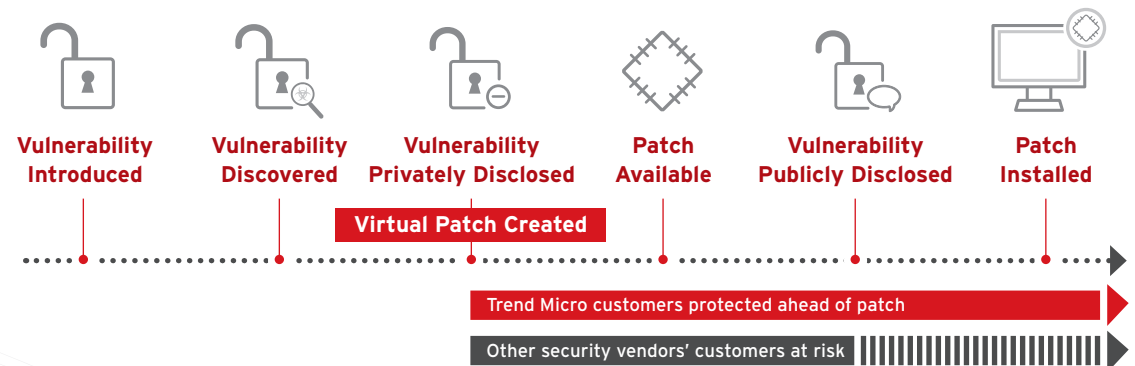 Vulnerability
Introduced
Vulnerability
Discovered
Vulnerability
Privately Disclosed
Patch
Available
Vulnerability
Publicly Disclosed
Patch
Installed
Virtual Patch Created
Trend Micro customers protected ahead of patch
Other security vendors’ customers at risk